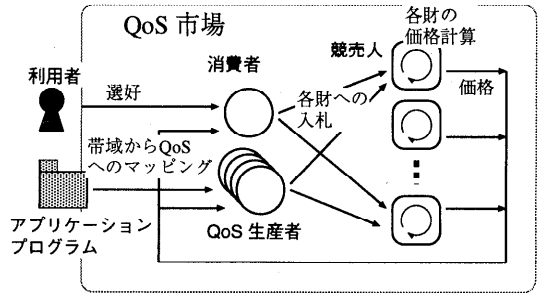 QoS 市場
各財の
価格計算
競売人
消費者
利用者
選好
各財への
入札
価格
帯域からQoS
へのマッピング
アプリケーション
プログラム
QoS 生産者